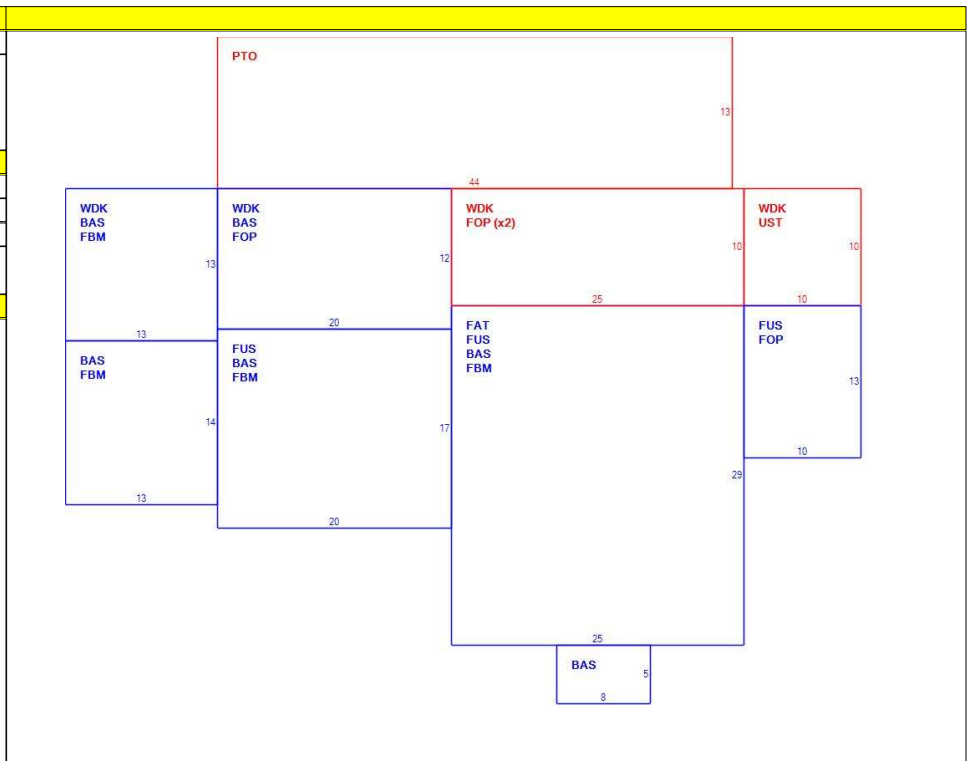 PTO
13
44
WDK
BAS
FBM
13
13
WDK
BAS
FOP
12
20
WDK
FOP (x2)
10
25
WDK
UST
10
10
BAS
FBM
14
13
FUS
BAS
FBM
17
20
FAT
FUS
BAS
FBM
29
25
FUS
FOP
13
10
BAS
5
8